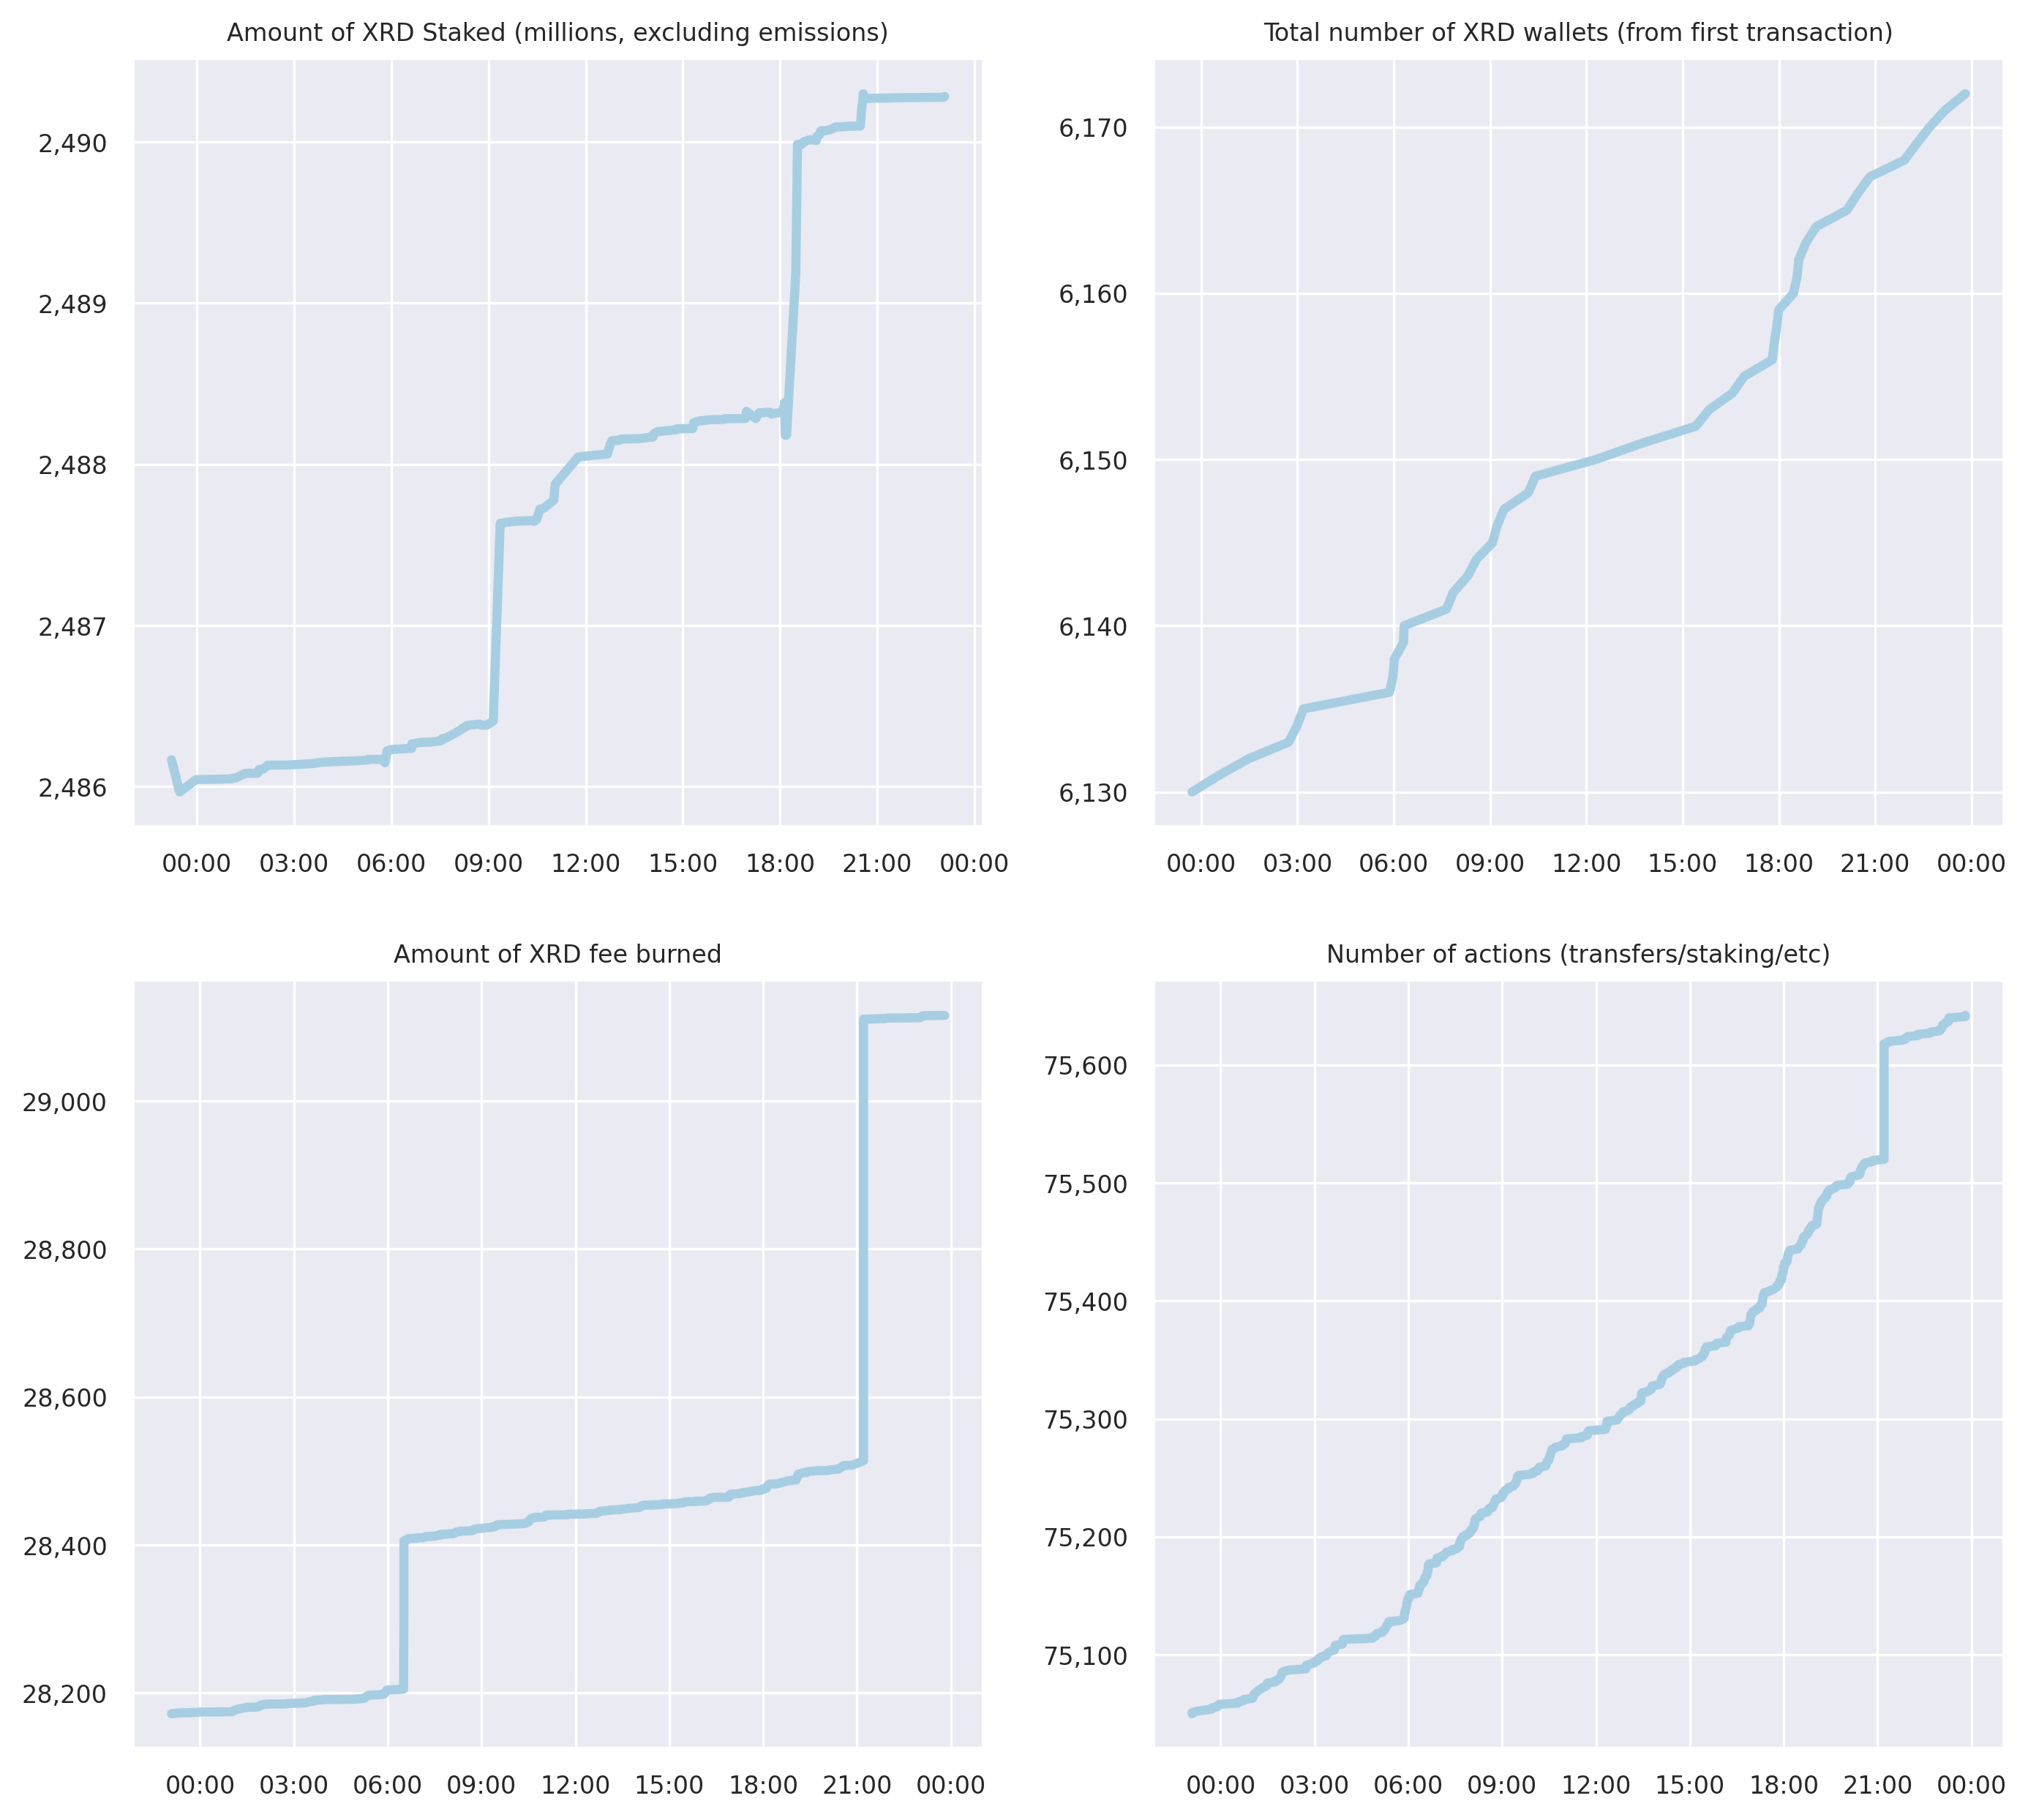 Amount of XRD Staked (millions, excluding emissions)
2,490
2,489
2,488
2,487
2,486
00:00 03:00 06:00 09:00 12:00 15:00 18:00 21:00 00:00
Total number of XRD wallets (from first transaction)
6,170
6,160
6,150
6,140
6,130
00:00 03:00 06:00 09:00 12:00 15:00 18:00 21:00 00:00
Amount of XRD fee burned
29,000
28,800
28,600
28,400
28,200
00:00 03:00 06:00 09:00 12:00 15:00 18:00 21:00 00:00
Number of actions (transfers/staking/etc)
75,600
75,500
75,400
75,300
75,200
75,100
00:00 03:00 06:00 09:00 12:00 15:00 18:00 21:00 00:00